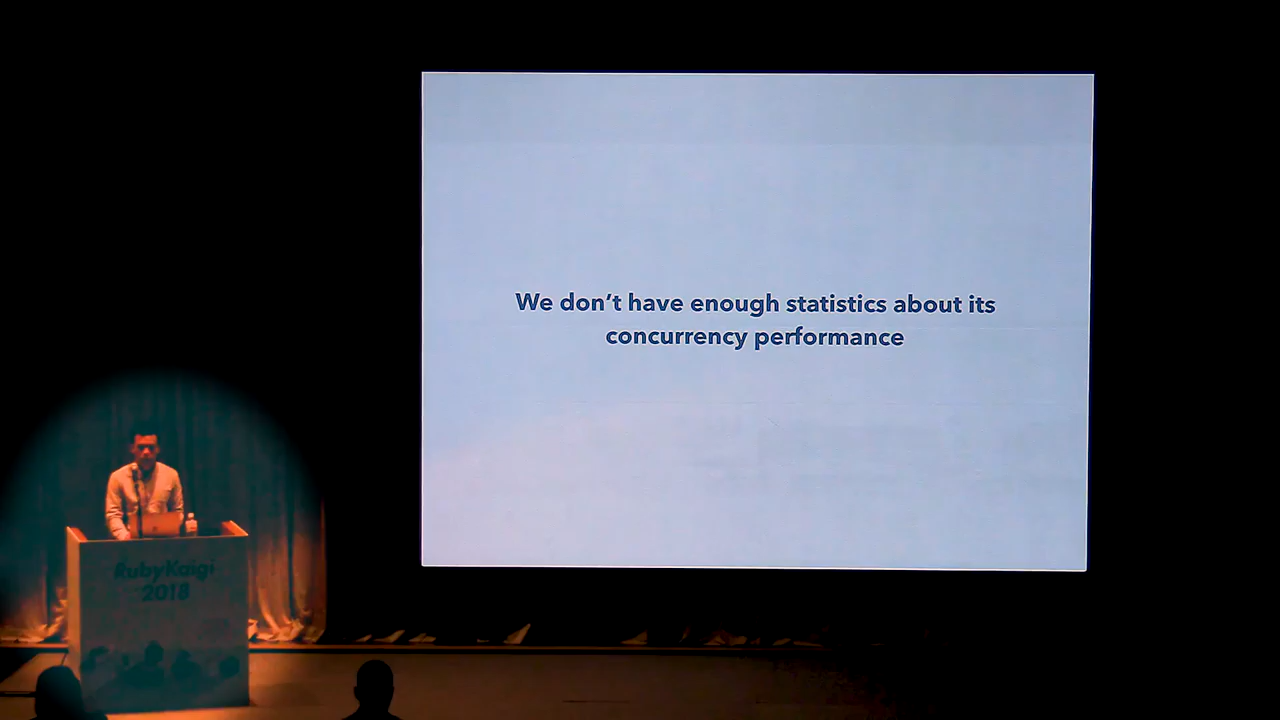 We don’t have enough statistics about its
concurrency performance
RubyKaigi
2018